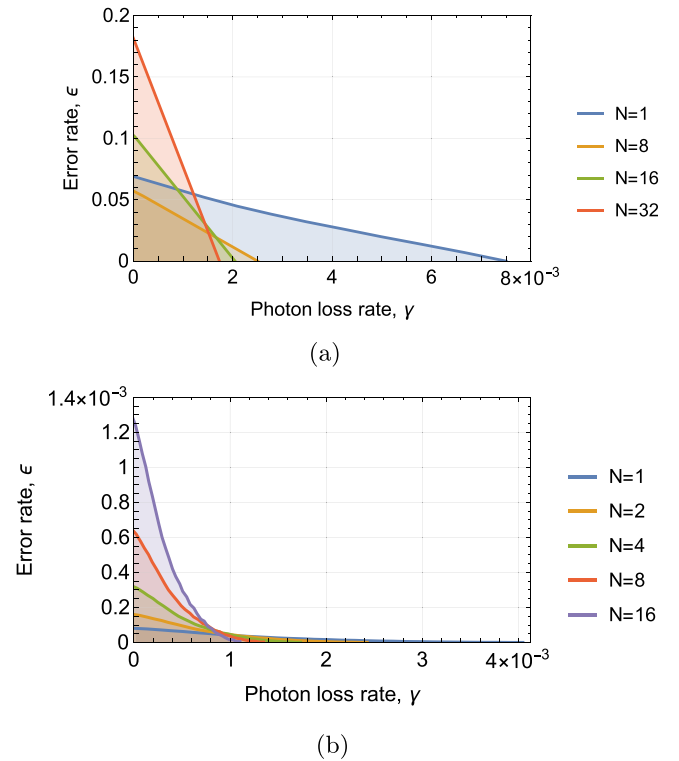 0.2
0.15
0.1
0.05
0
Error rate, ϵ
0 2 4 6 8×10⁻³
Photon loss rate, γ
N=1
N=8
N=16
N=32
(a)
1.4×10⁻³
1.2
1
0.8
0.6
0.4
0.2
0
Error rate, ϵ
0 1 2 3 4×10⁻³
Photon loss rate, γ
N=1
N=2
N=4
N=8
N=16
(b)